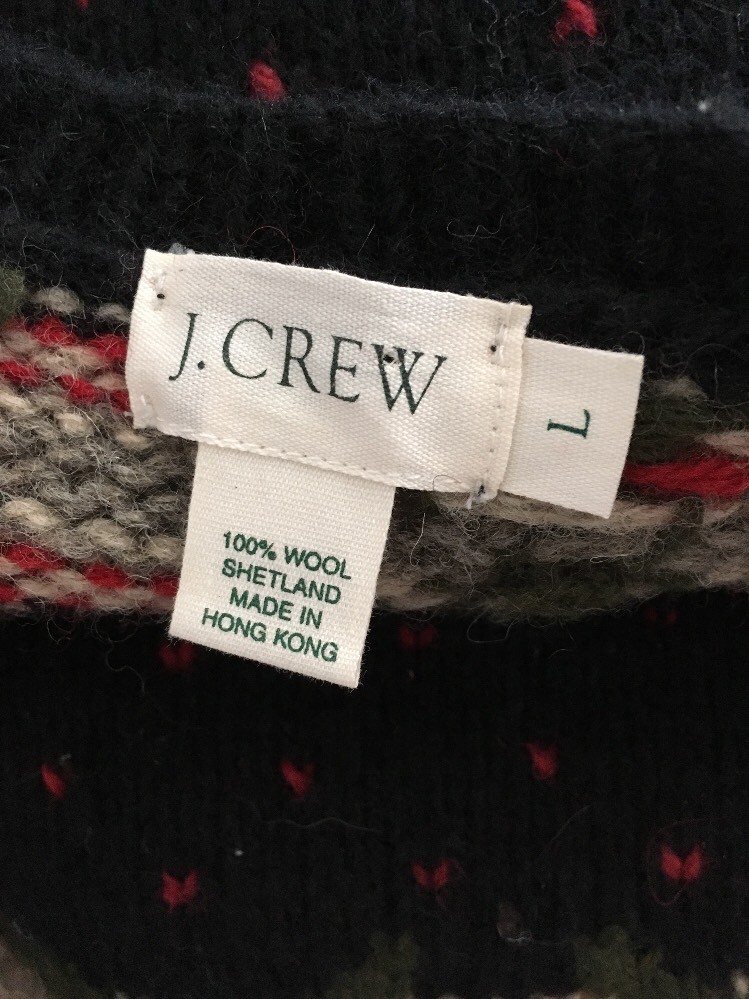 J.CREW
L
100% WOOL
SHETLAND
MADE IN
HONG KONG